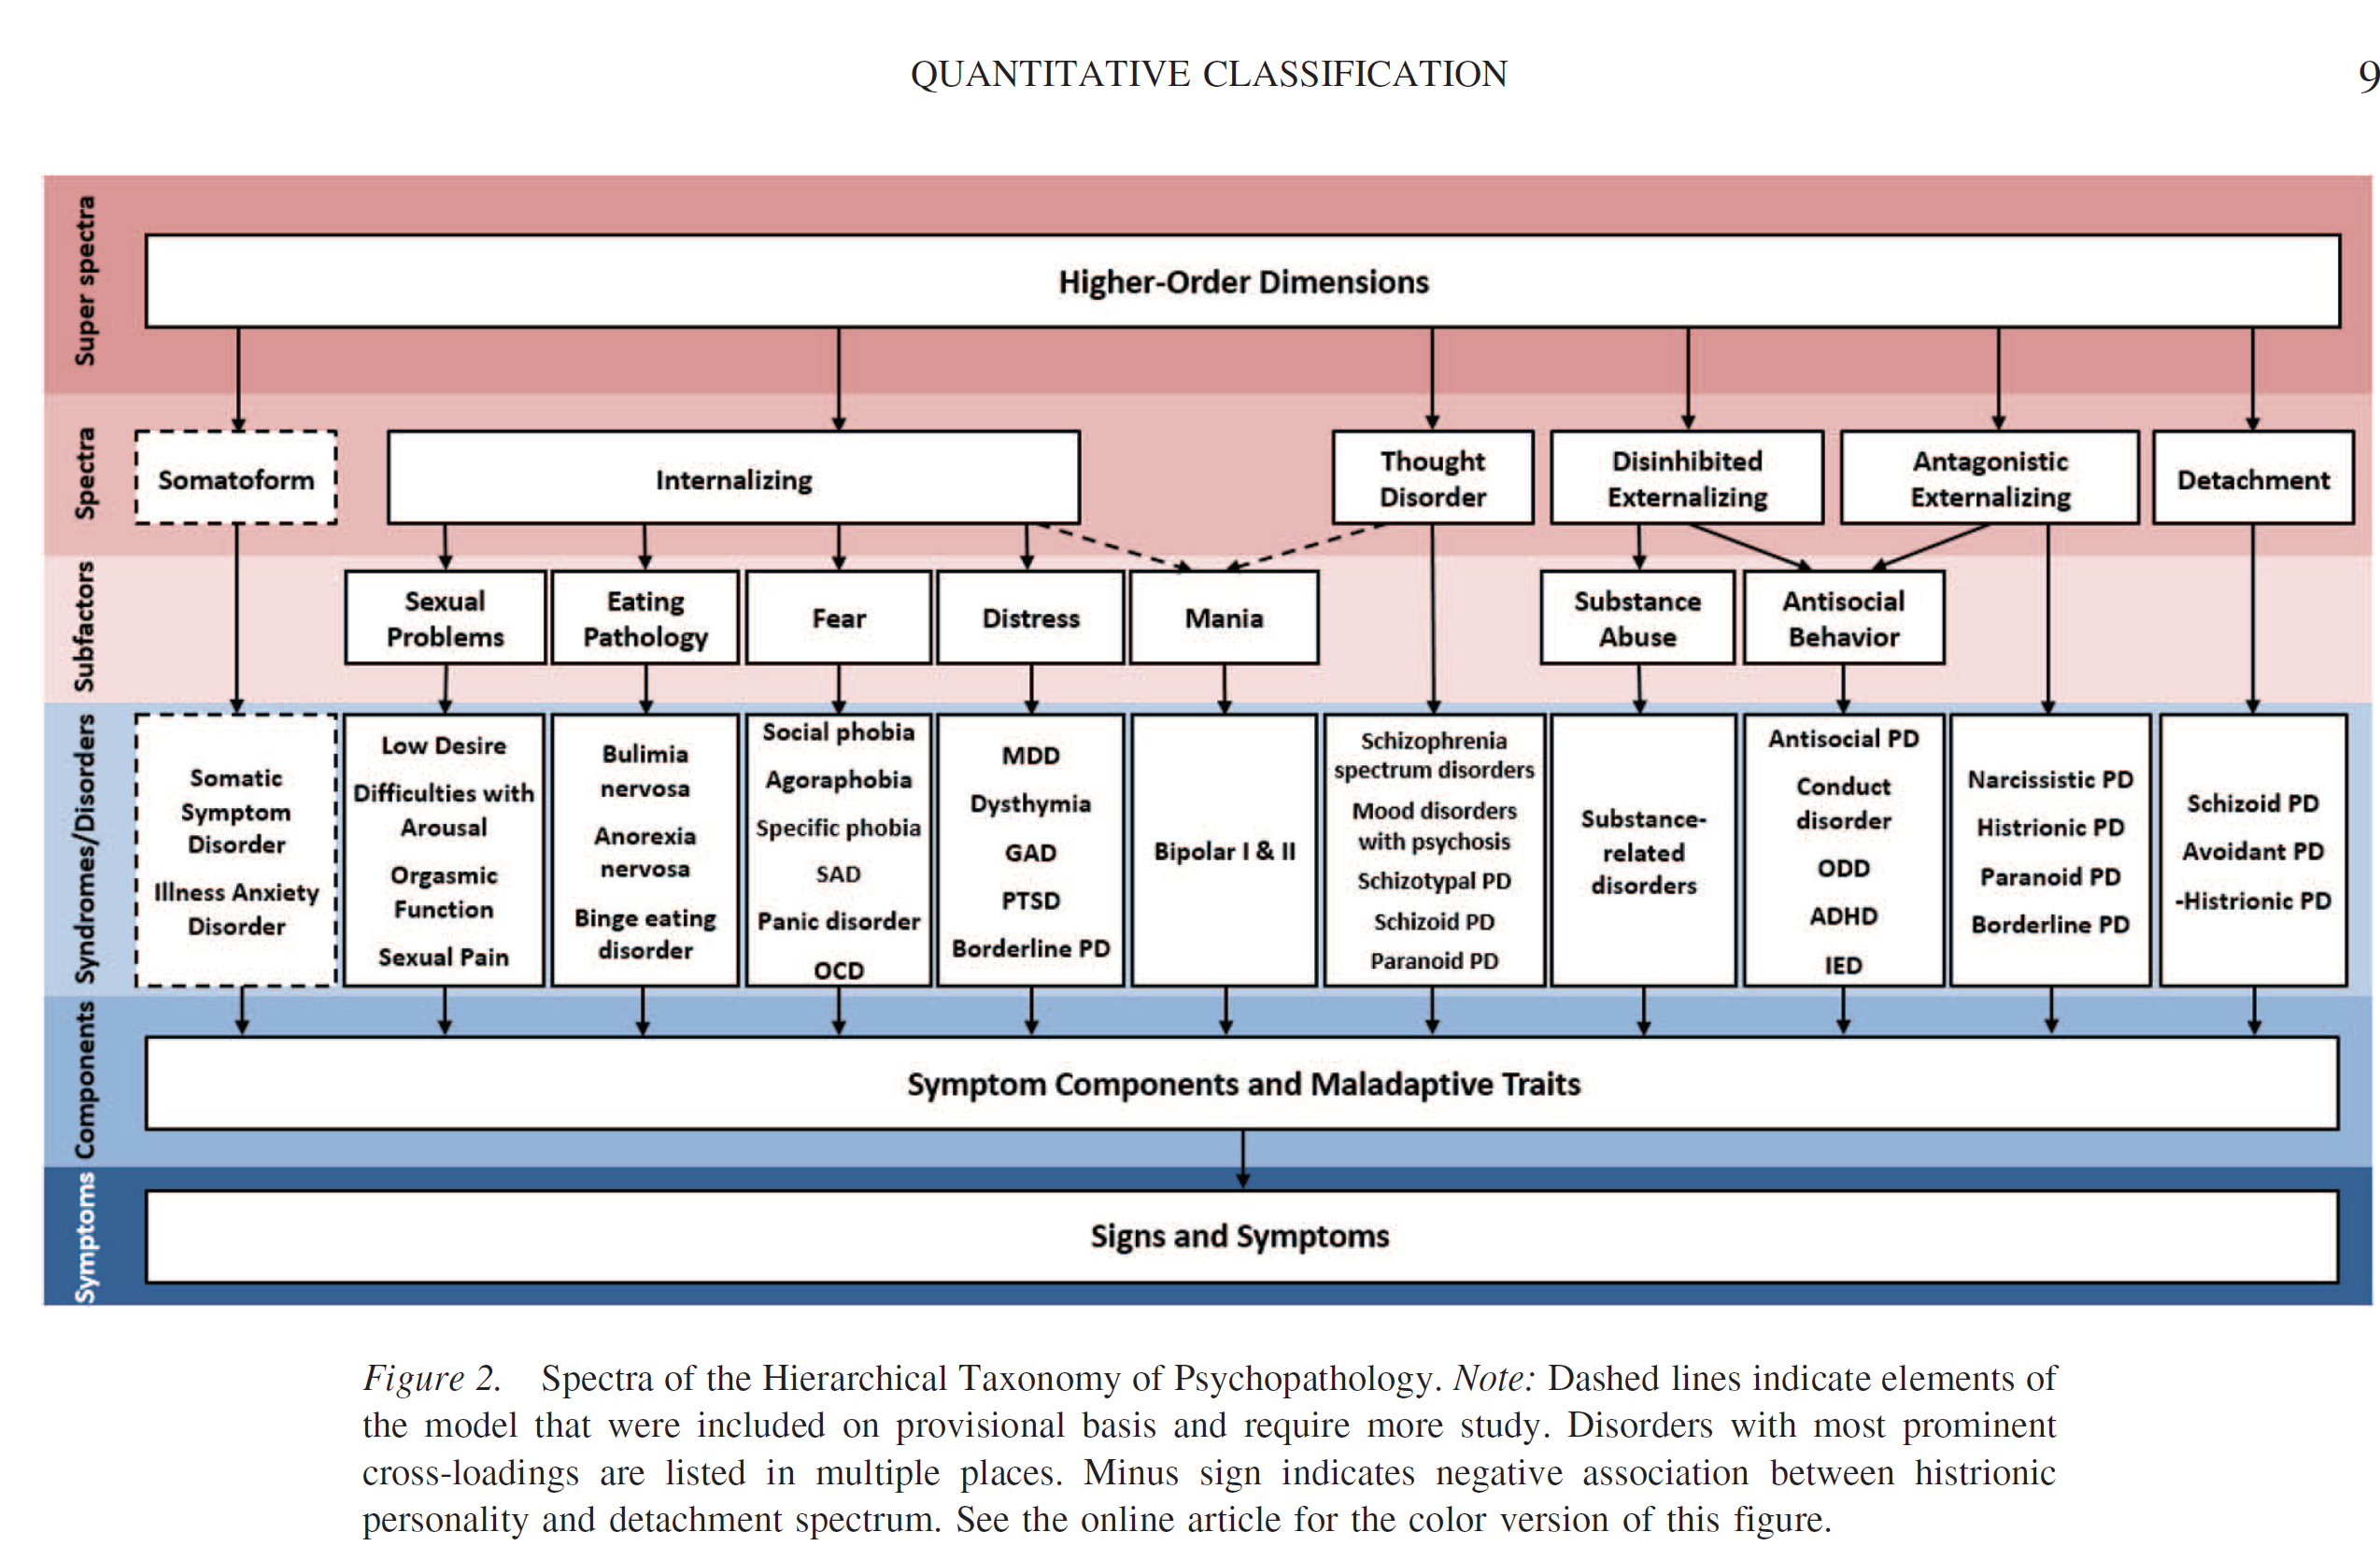 QUANTITATIVE CLASSIFICATION
9
Super spectra
Higher-Order Dimensions
Spectra
Somatoform
Internalizing
Thought
Disorder
Disinhibited
Externalizing
Antagonistic
Externalizing
Detachment
Subfactors
Sexual
Problems
Eating
Pathology
Fear
Distress
Mania
Substance
Abuse
Antisocial
Behavior
Syndromes/Disorders
Somatic
Symptom
Disorder
Illness Anxiety
Disorder
Low Desire
Difficulties with
Arousal
Orgasmic
Function
Sexual Pain
Bulimia
nervosa
Anorexia
nervosa
Binge eating
disorder
Social phobia
Agoraphobia
Specific phobia
SAD
Panic disorder
OCD
MDD
Dysthymia
GAD
PTSD
Borderline PD
Bipolar I & II
Schizophrenia
spectrum disorders
Mood disorders
with psychosis
Schizotypal PD
Schizoid PD
Paranoid PD
Substance-
related
disorders
Antisocial PD
Conduct
disorder
ODD
ADHD
IED
Narcissistic PD
Histrionic PD
Paranoid PD
Borderline PD
Schizoid PD
Avoidant PD
-Histrionic PD
Components
Symptom Components and Maladaptive Traits
Symptoms
Signs and Symptoms
Figure 2. Spectra of the Hierarchical Taxonomy of Psychopathology. Note: Dashed lines indicate elements of
the model that were included on provisional basis and require more study. Disorders with most prominent
cross-loadings are listed in multiple places. Minus sign indicates negative association between histrionic
personality and detachment spectrum. See the online article for the color version of this figure.